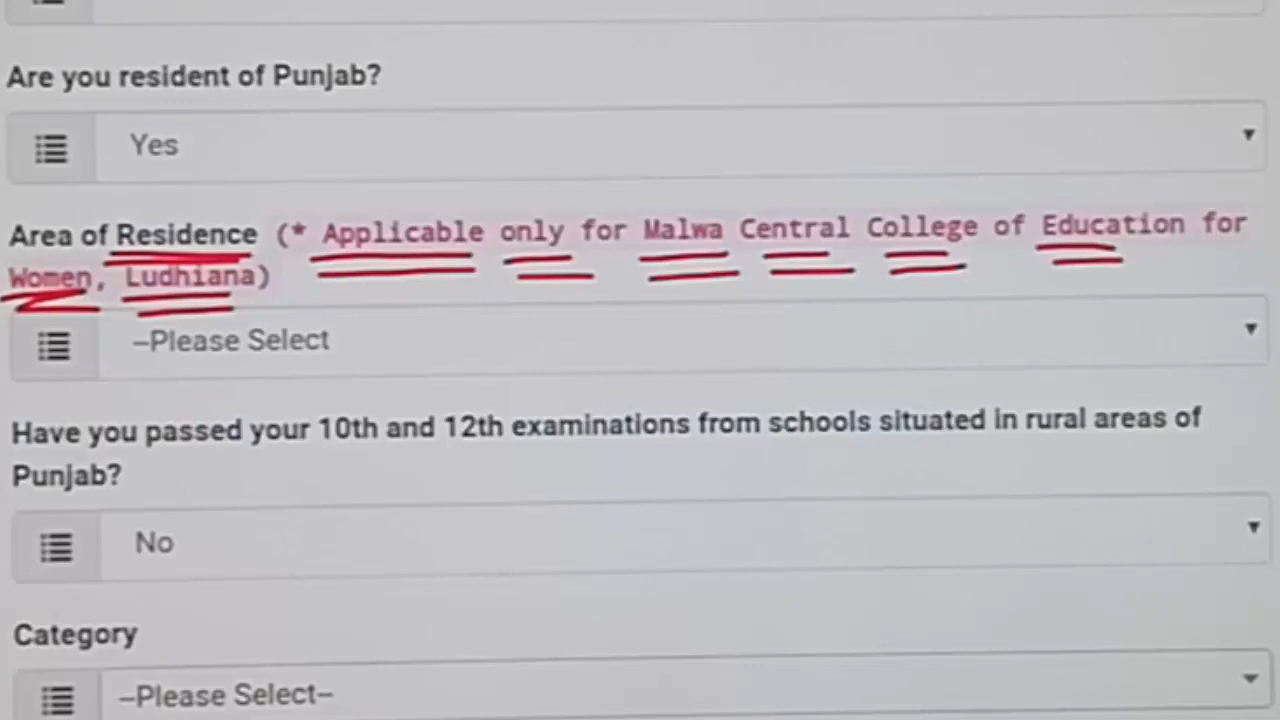 Are you resident of Punjab?
Yes
Area of Residence (* Applicable only for Malwa Central College of Education for
Women, Ludhiana)
–Please Select
Have you passed your 10th and 12th examinations from schools situated in rural areas of
Punjab?
No
Category
–Please Select–